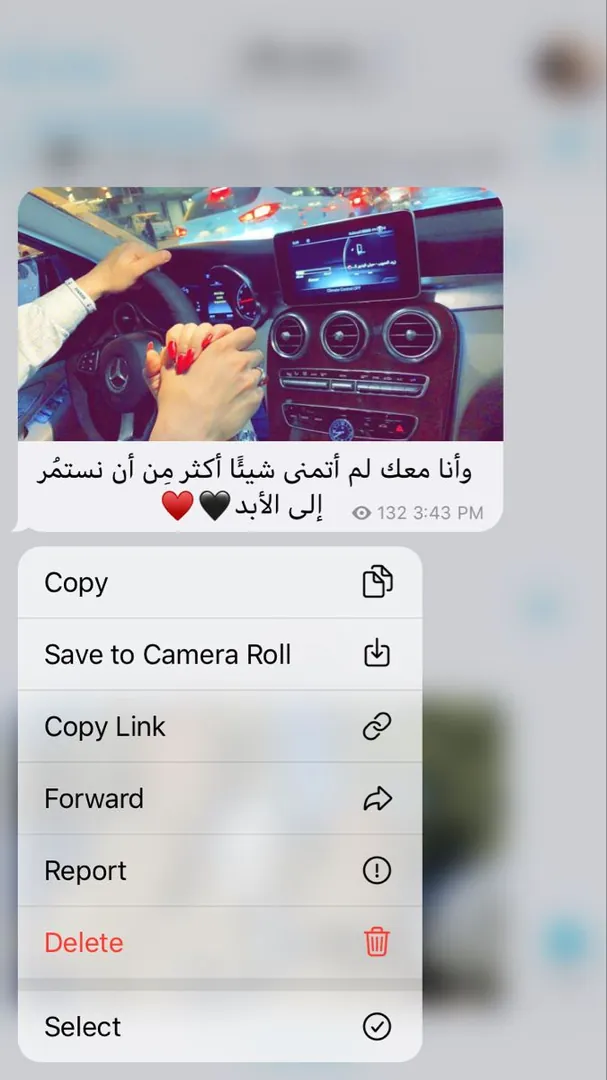 وأنا معك لم أتمنى شيئًا أكثر مِن أن نستمُر
إلى الأبد🖤♥️
132 3:43 PM
Copy
Save to Camera Roll
Copy Link
Forward
Report
Delete
Select